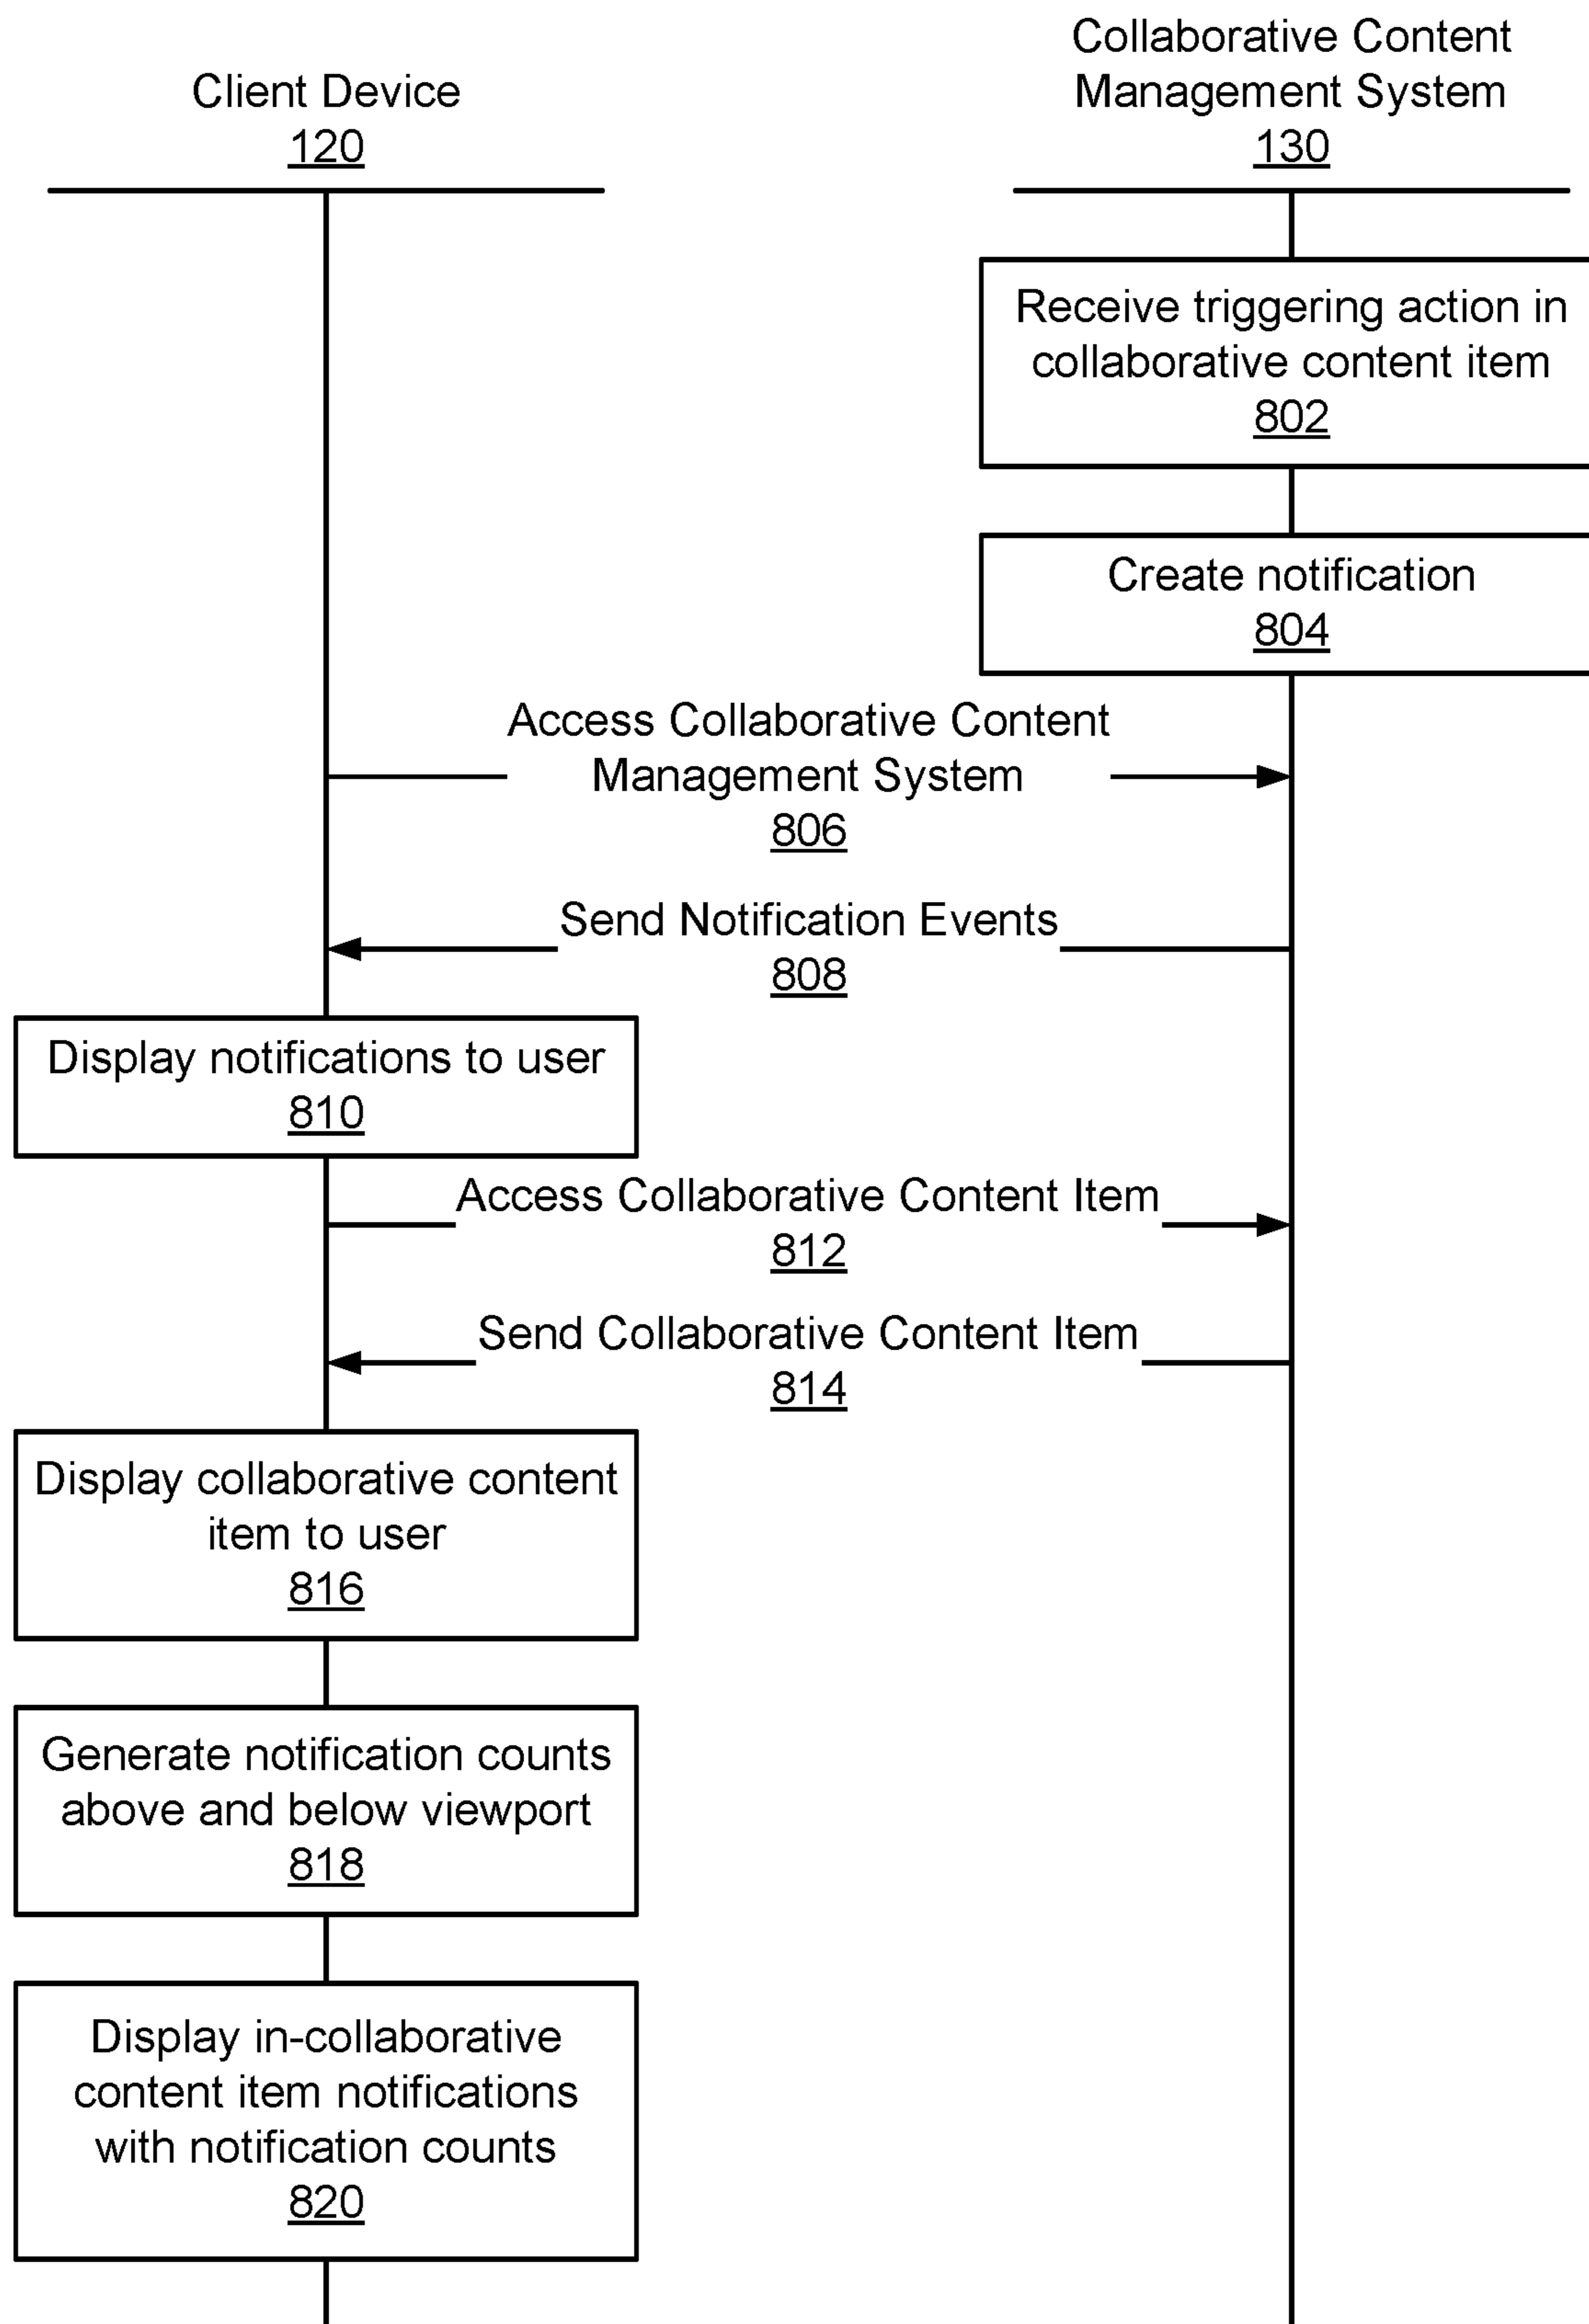 Client Device
120
Collaborative Content
Management System
130
Receive triggering action in
collaborative content item
802
Create notification
804
Access Collaborative Content
Management System
806
Send Notification Events
808
Display notifications to user
810
Access Collaborative Content Item
812
Send Collaborative Content Item
814
Display collaborative content
item to user
816
Generate notification counts
above and below viewport
818
Display in-collaborative
content item notifications
with notification counts
820